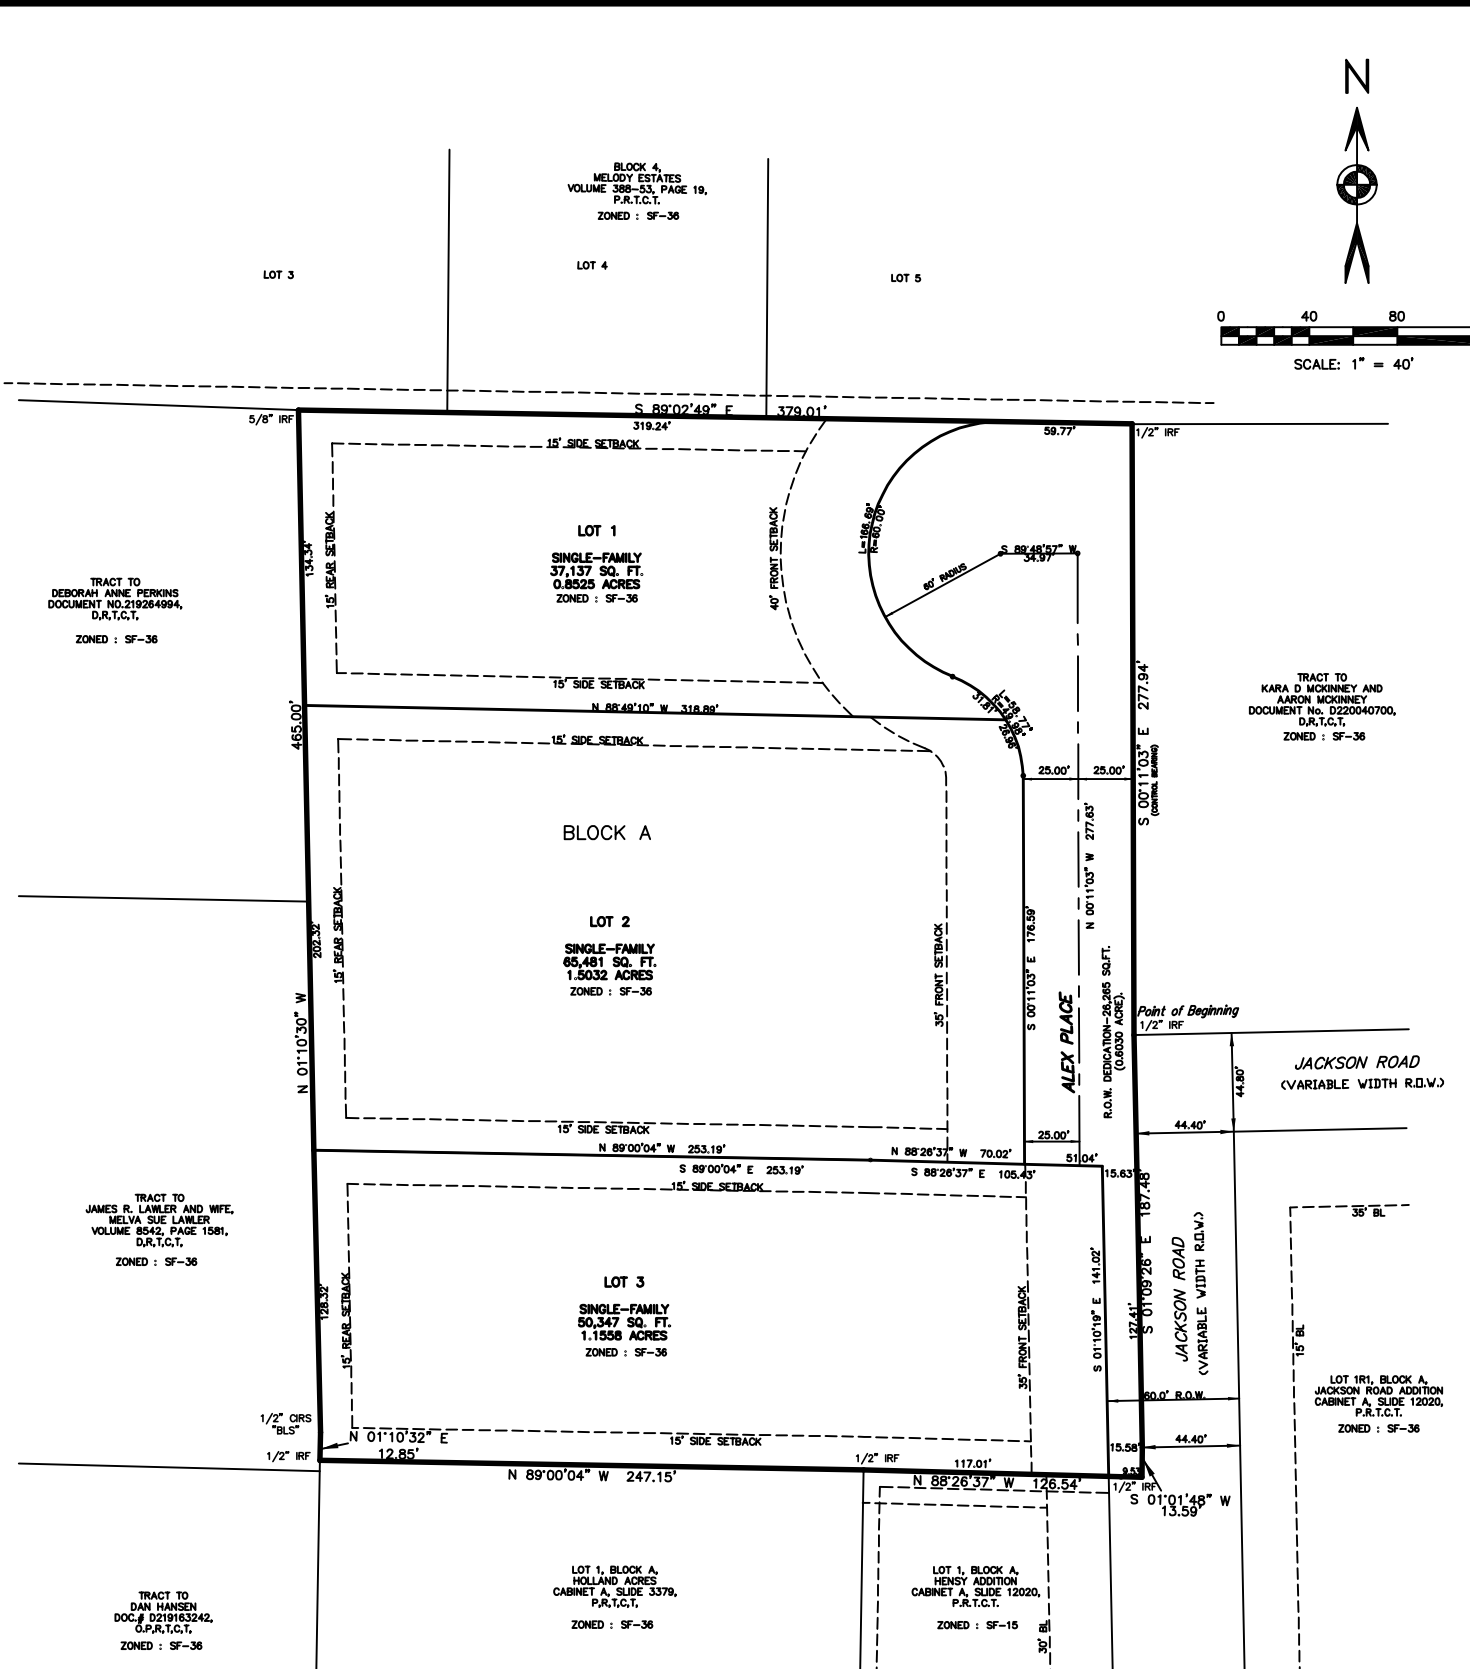 N
0 40 80
SCALE: 1" = 40'
BLOCK 4,
MELODY ESTATES
VOLUME 388-53, PAGE 19,
P.R.T.C.T.
ZONED : SF-36
LOT 3
LOT 4
LOT 5
5/8" IRF
S 89°02'49" E 379.01'
319.24'
59.77'
1/2" IRF
15' SIDE SETBACK
15' REAR SETBACK
134.34'
LOT 1
SINGLE-FAMILY
37,137 SQ. FT.
0.8525 ACRES
ZONED : SF-36
40' FRONT SETBACK
L=166.69'
R=60.00'
S 89°48'57" W
34.97'
60' RADIUS
TRACT TO
DEBORAH ANNE PERKINS
DOCUMENT NO.219264994,
D,R,T,C,T,
ZONED : SF-36
15' SIDE SETBACK
N 88°49'10" W 318.89'
L=58.77'
R=49.98'
31.81'
26.96'
TRACT TO
KARA D MCKINNEY AND
AARON MCKINNEY
DOCUMENT No. D220040700,
D,R,T,C,T,
ZONED : SF-36
S 00°11'03" E 277.94'
(CONTROL BEARING)
465.00'
N 01°10'30" W
15' SIDE SETBACK
25.00' 25.00'
BLOCK A
N 00°11'03" W 277.63'
202.32'
15' REAR SETBACK
LOT 2
SINGLE-FAMILY
65,481 SQ. FT.
1.5032 ACRES
ZONED : SF-36
35' FRONT SETBACK
S 00°11'03" E 176.59'
ALEX PLACE
R.O.W. DEDICATION-26,265 SQ.FT.
(0.6030 ACRE).
Point of Beginning
1/2" IRF
JACKSON ROAD
(VARIABLE WIDTH R.O.W.)
44.80'
44.40'
15' SIDE SETBACK
25.00'
N 89°00'04" W 253.19'
N 88°26'37" W 70.02'
51.04'
S 89°00'04" E 253.19'
S 88°26'37" E 105.43'
15.63'
15' SIDE SETBACK
S 01°09'26" E 187.48'
TRACT TO
JAMES R. LAWLER AND WIFE,
MELVA SUE LAWLER
VOLUME 8542, PAGE 1581,
D,R,T,C,T,
ZONED : SF-36
128.32'
15' REAR SETBACK
LOT 3
SINGLE-FAMILY
50,347 SQ. FT.
1.1558 ACRES
ZONED : SF-36
35' FRONT SETBACK
S 01°10'19" E 141.02'
127.41'
JACKSON ROAD
(VARIABLE WIDTH R.O.W.)
35' BL
15' BL
LOT 1R1, BLOCK A,
JACKSON ROAD ADDITION
CABINET A, SLIDE 12020,
P.R.T.C.T.
ZONED : SF-36
60.0' R.O.W.
44.40'
15.58'
1/2" CIRS
"BLS"
N 01°10'32" E
12.85'
1/2" IRF
15' SIDE SETBACK
1/2" IRF
117.01'
9.53'
N 89°00'04" W 247.15'
N 88°26'37" W 126.54'
1/2" IRF
S 01°01'48" W
13.59'
TRACT TO
DAN HANSEN
DOC.# D219163242,
O.P,R,T,C,T,
ZONED : SF-36
LOT 1, BLOCK A,
HOLLAND ACRES
CABINET A, SLIDE 3379,
P,R,T,C,T,
ZONED : SF-36
LOT 1, BLOCK A,
HENSY ADDITION
CABINET A, SLIDE 12020,
P.R.T.C.T.
ZONED : SF-15
30' BL